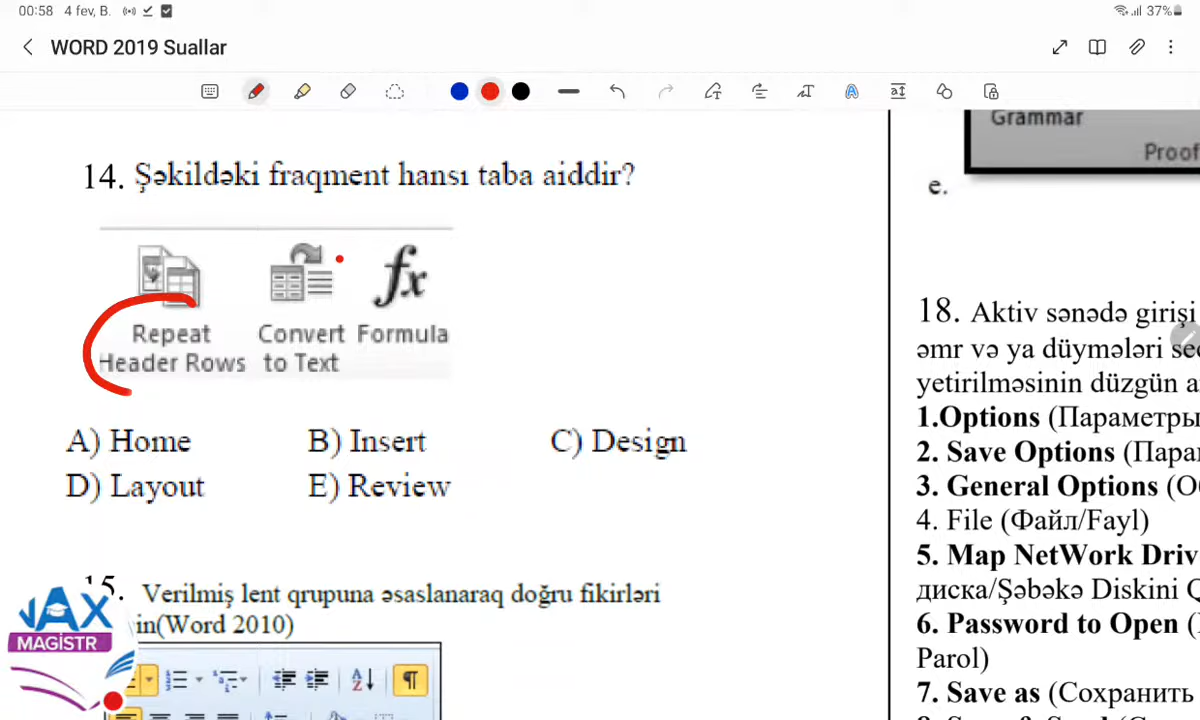 00:58 4 fev, B.
37%
WORD 2019 Suallar
14. Şəkildəki fraqment hansı taba aiddir?
Repeat Header Rows
Convert to Text
Formula
fx
A) Home B) Insert C) Design
D) Layout E) Review
15. Verilmiş lent qrupuna əsaslanaraq doğru fikirləri
in(Word 2010)
JAX
MAGİSTR
Grammar
Proof
e.
18. Aktiv sənədə girişi
əmr və ya düymələri
yetirilməsinin düzgün
1.Options (Параметры
2. Save Options
3. General Options
4. File (Файл/Fayl)
5. Map NetWork Driv
диска/Şəbəkə Diskini
6. Password to Open
Parol)
7. Save as (Сохранить